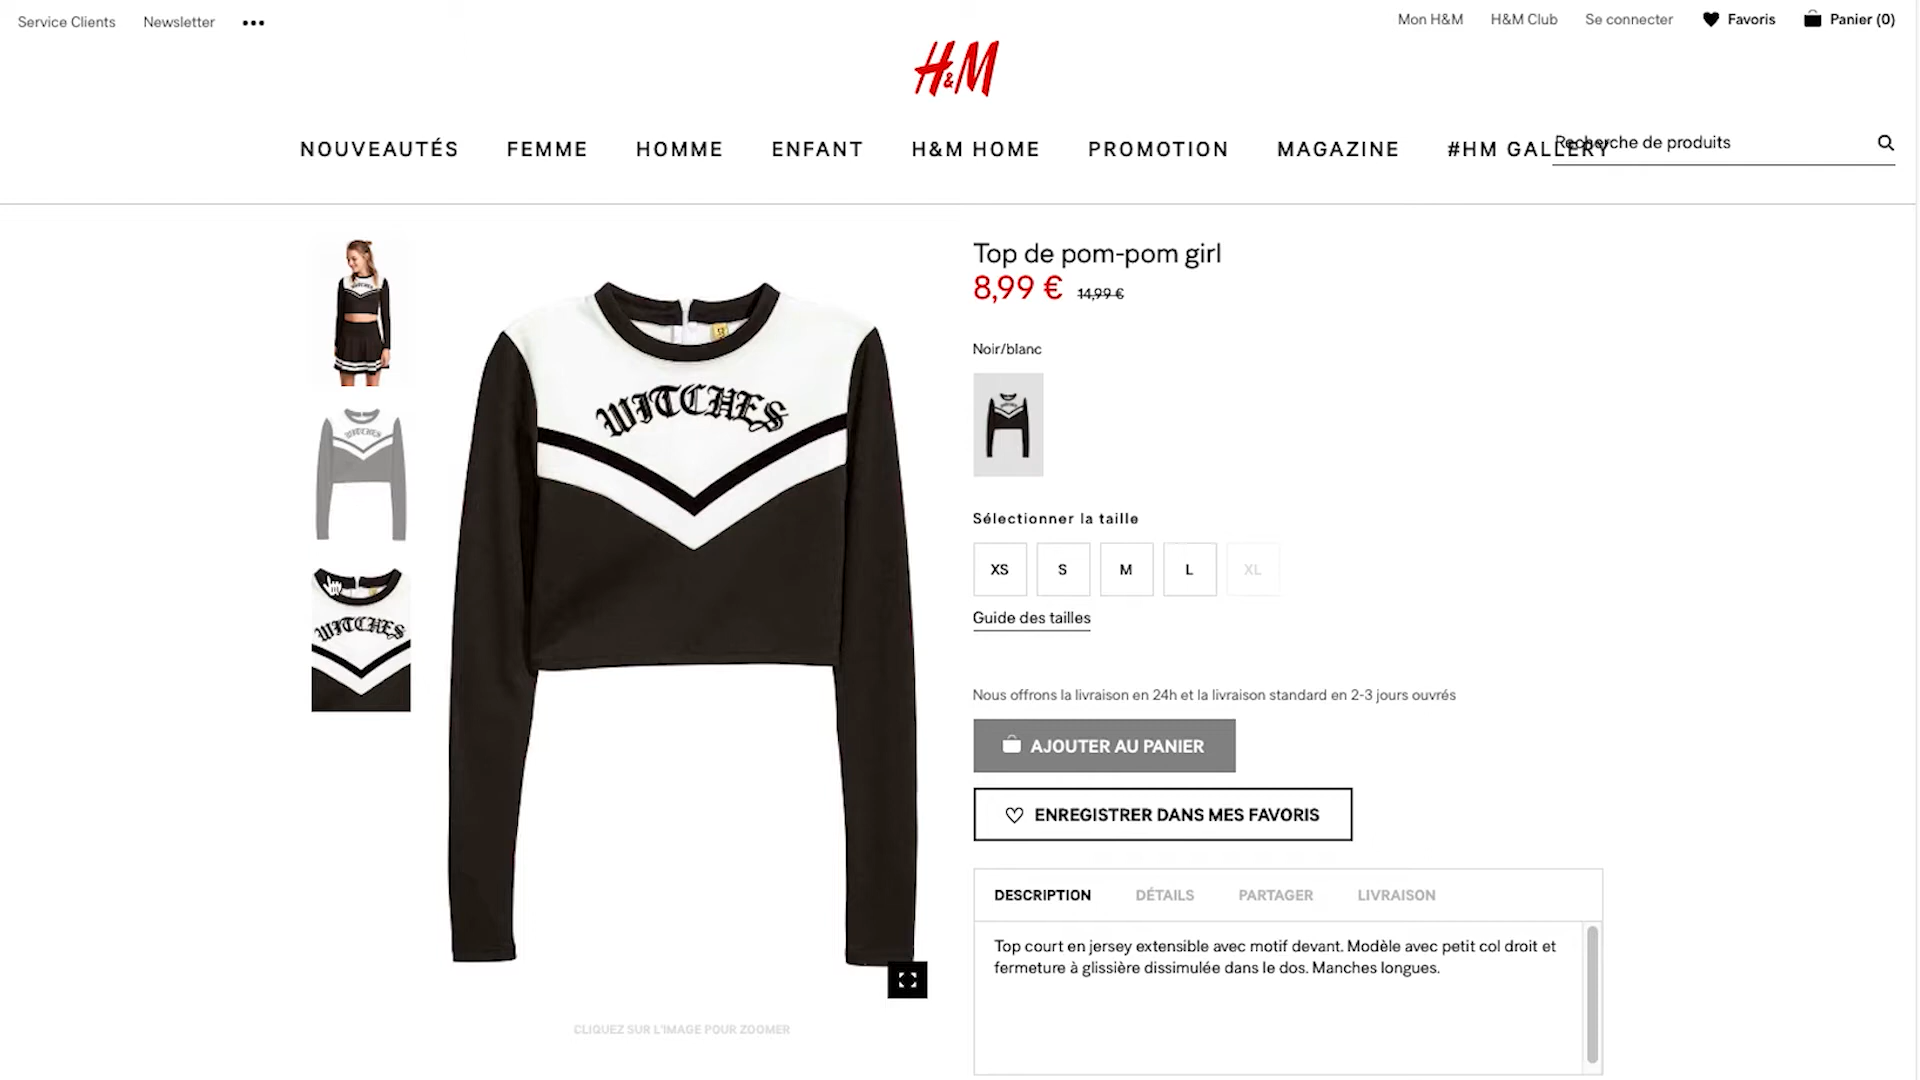 Service Clients Newsletter •••
Mon H&M H&M Club Se connecter Favoris Panier (0)
H&M
NOUVEAUTÉS FEMME HOMME ENFANT H&M HOME PROMOTION MAGAZINE #HM GALLERY
Recherche de produits
WITCHES
WITCHES
WITCHES
WITCHES
Top de pom-pom girl
8,99 € 14,99 €
Noir/blanc
Sélectionner la taille
XS S M L XL
Guide des tailles
Nous offrons la livraison en 24h et la livraison standard en 2-3 jours ouvrés
AJOUTER AU PANIER
ENREGISTRER DANS MES FAVORIS
DESCRIPTION DÉTAILS PARTAGER LIVRAISON
Top court en jersey extensible avec motif devant. Modèle avec petit col droit et
fermeture à glissière dissimulée dans le dos. Manches longues.
CLIQUEZ SUR L'IMAGE POUR ZOOMER